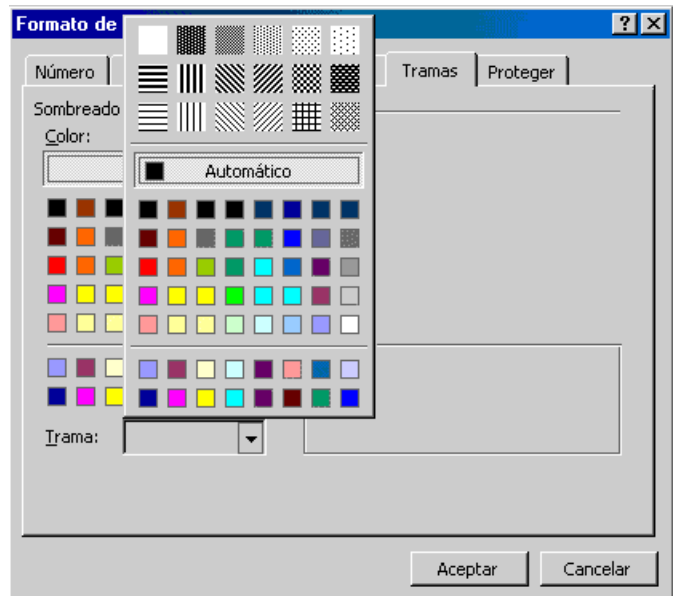 Formato de
Número Tramas Proteger
Sombreado
Color:
Automático
Trama:
Aceptar Cancelar